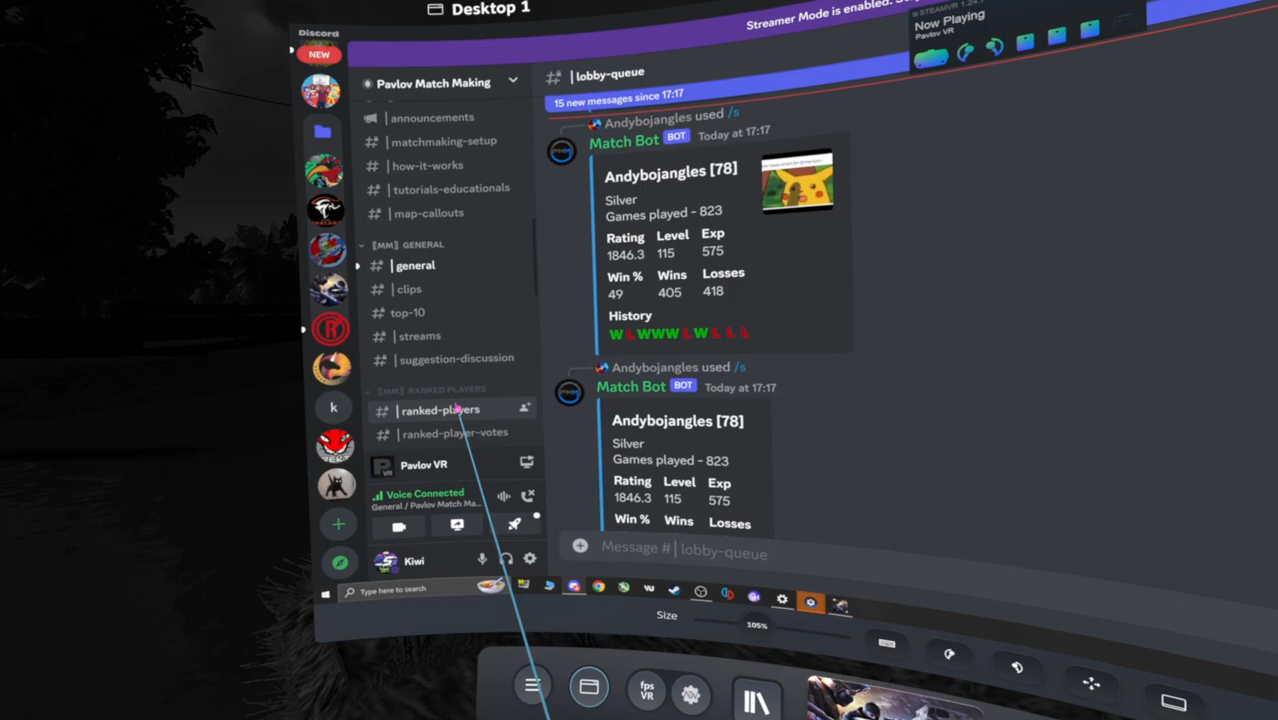 Desktop 1
Discord
NEW
Streamer Mode is enabled.
STEAMVR
Now Playing
Pavlov VR
Pavlov Match Making
announcements
matchmaking-setup
how-it-works
tutorials-educationals
map-callouts
[MM] GENERAL
general
clips
top-10
streams
suggestion-discussion
[MM] RANKED PLAYERS
ranked-players
ranked-player-votes
k
Pavlov VR
Voice Connected
General / Pavlov Match Ma...
Kiwi
# | lobby-queue
15 new messages since 17:17
Andybojangles used /s
Match Bot BOT Today at 17:17
Andybojangles [78]
Silver
Games played - 823
Rating Level Exp
1846.3 115 575
Win % Wins Losses
49 405 418
History
W L W W W L W L L L
Andybojangles used /s
Match Bot BOT Today at 17:17
Andybojangles [78]
Silver
Games played - 823
Rating Level Exp
1846.3 115 575
Win % Wins Losses
Message # | lobby-queue
Type here to search
Size
105%
fps
VR